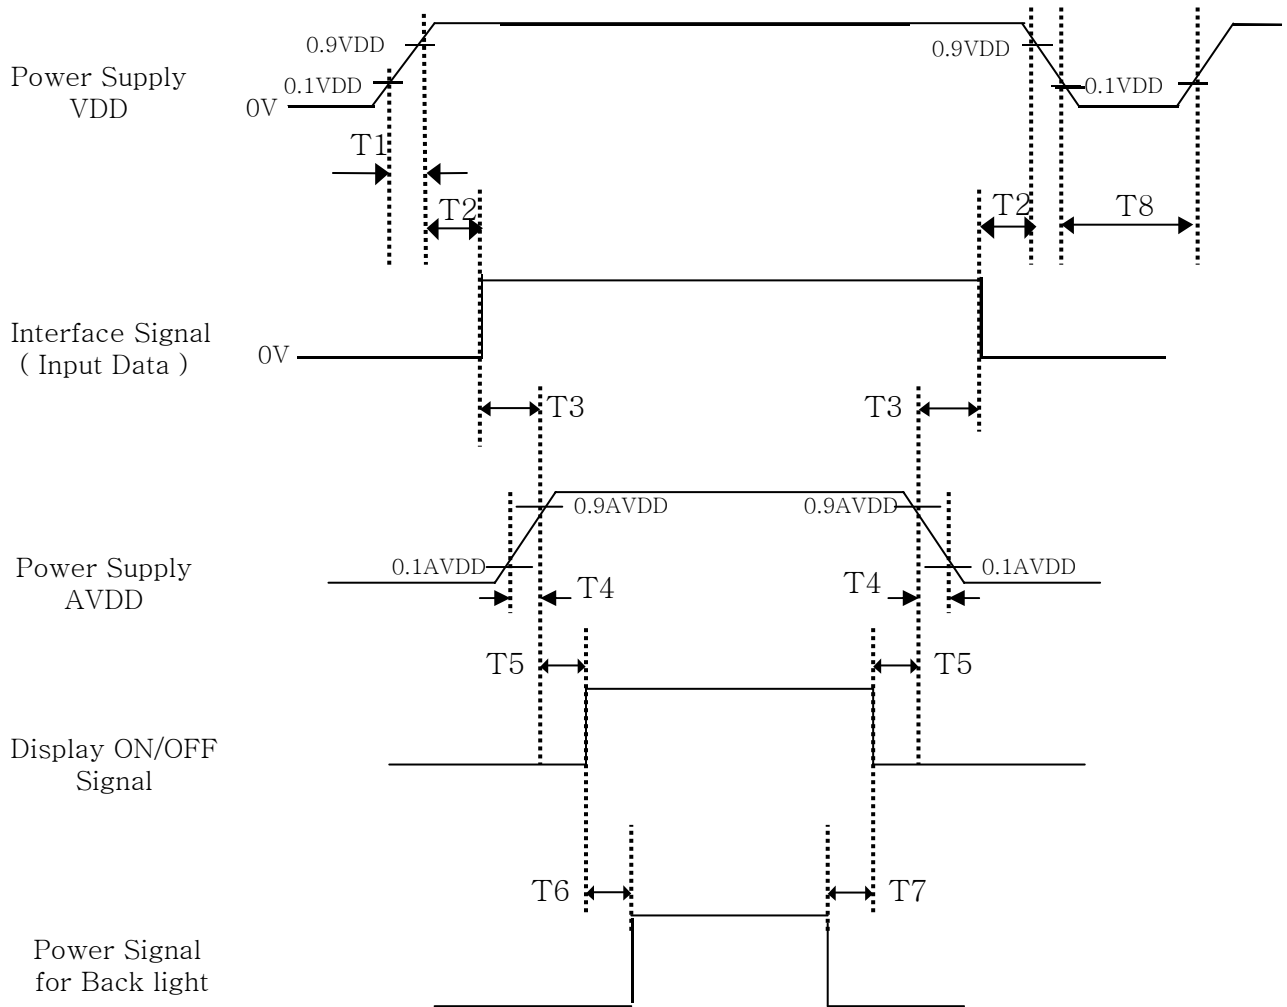 0.9VDD
0.9VDD
Power Supply
VDD
0.1VDD
0.1VDD
0V
T1
T2
T2
T8
Interface Signal
( Input Data )
0V
T3
T3
0.9AVDD
0.9AVDD
Power Supply
AVDD
0.1AVDD
0.1AVDD
T4
T4
T5
T5
Display ON/OFF
Signal
T6
T7
Power Signal
for Back light